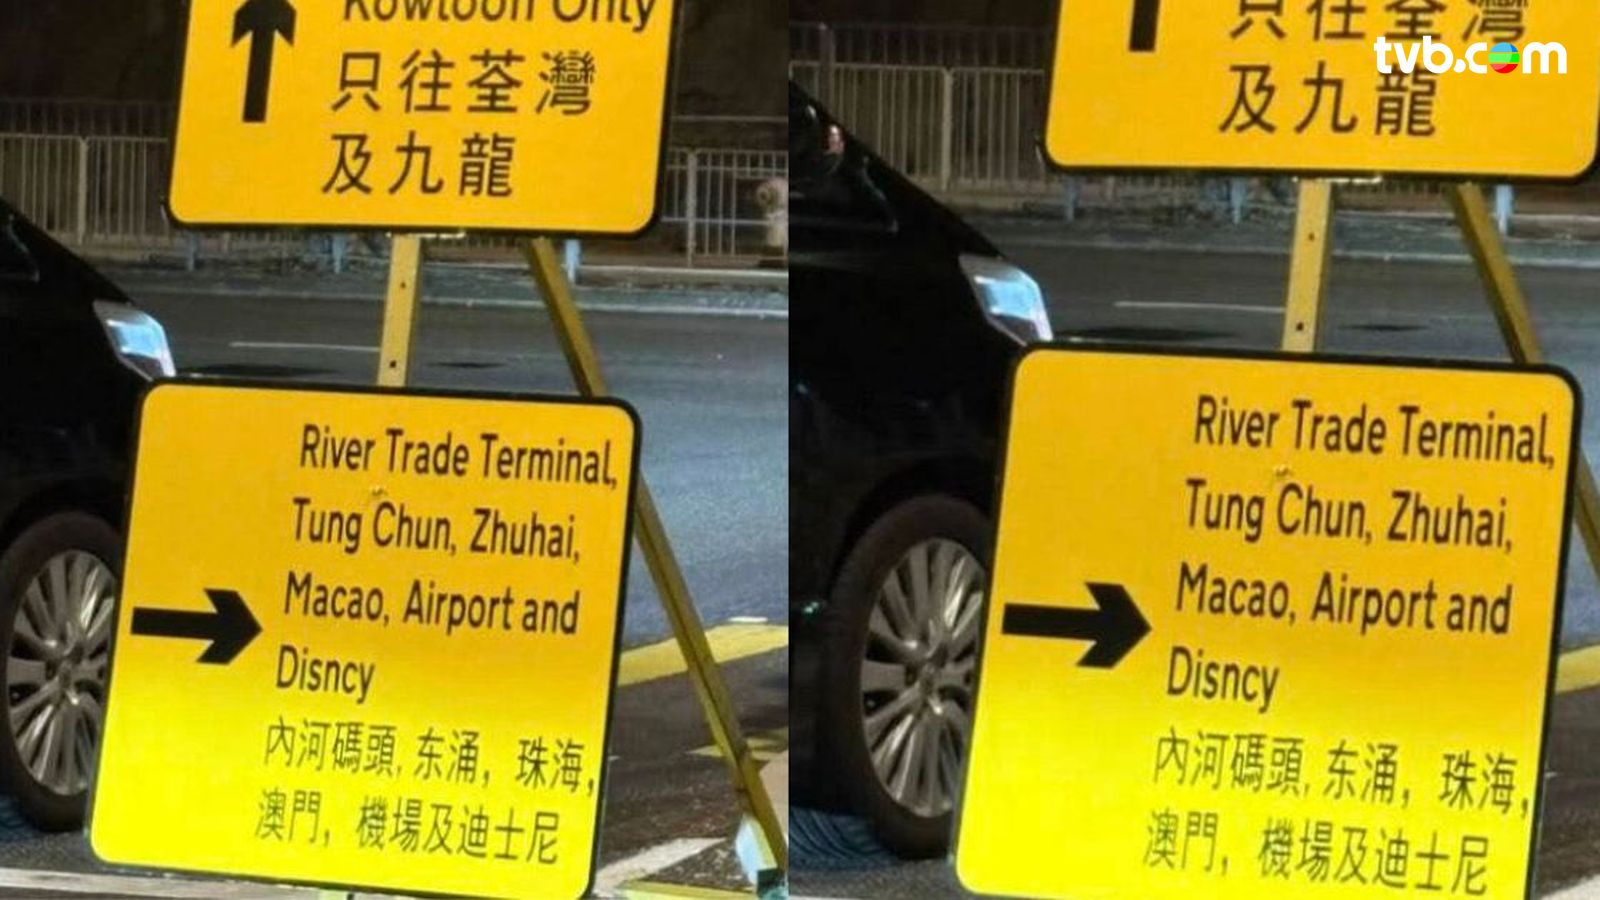 Kowloon Only
只往荃灣
及九龍
River Trade Terminal,
Tung Chun, Zhuhai,
Macao, Airport and
Disncy
內河碼頭, 东涌, 珠海,
澳門, 機場及迪士尼
只往荃灣
及九龍
tvb.com
River Trade Terminal,
Tung Chun, Zhuhai,
Macao, Airport and
Disncy
內河碼頭, 东涌, 珠海,
澳門, 機場及迪士尼